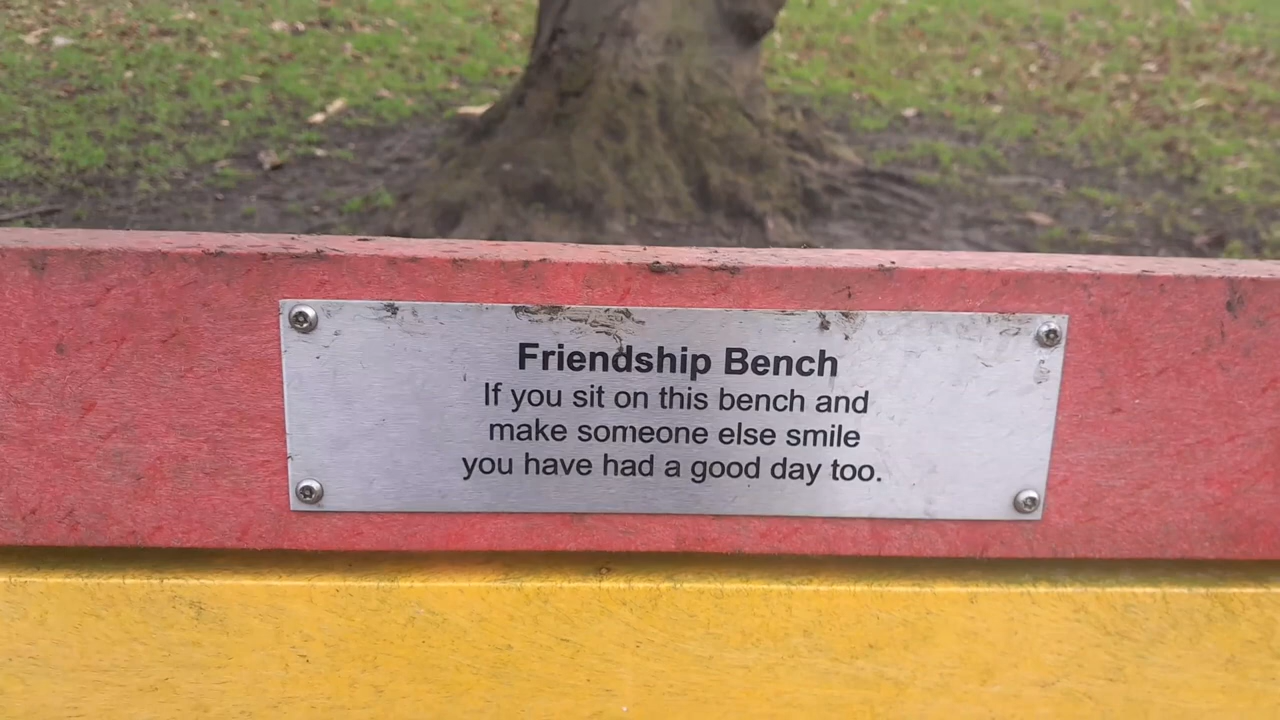 Friendship Bench
If you sit on this bench and
make someone else smile
you have had a good day too.